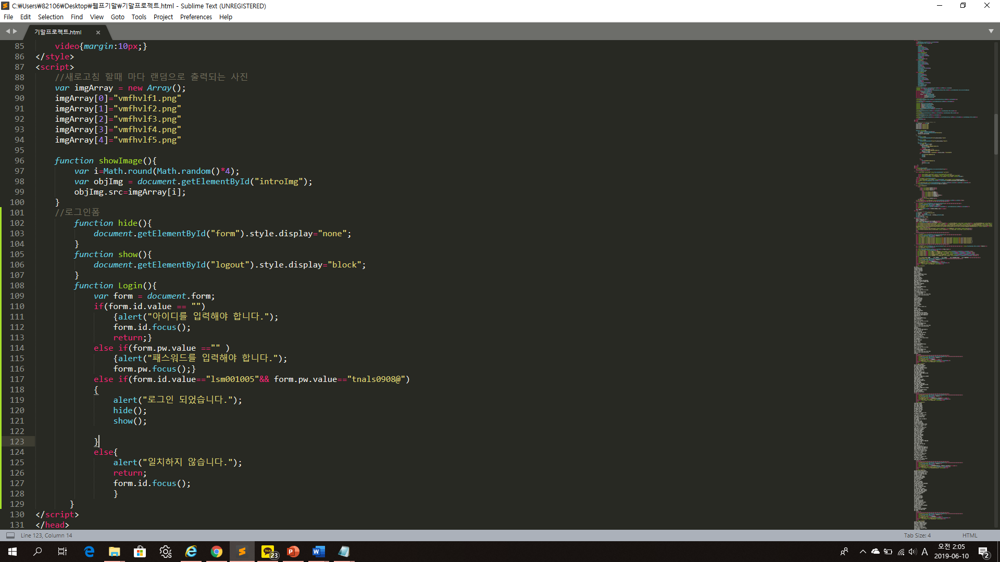 C:￦Users￦82106￦Desktop￦웹프기말￦기말프로젝트.html - Sublime Text (UNREGISTERED)
File Edit Selection Find View Goto Tools Project Preferences Help
기말프로젝트.html
85 video{margin:10px;}
86 </style>
87 <script>
88 //새로고침 할때 마다 랜덤으로 출력되는 사진
89 var imgArray = new Array();
90 imgArray[0]="vmfhvlf1.png"
91 imgArray[1]="vmfhvlf2.png"
92 imgArray[2]="vmfhvlf3.png"
93 imgArray[3]="vmfhvlf4.png"
94 imgArray[4]="vmfhvlf5.png"
95
96 function showImage(){
97 var i=Math.round(Math.random()*4);
98 var objImg = document.getElementById("introImg");
99 objImg.src=imgArray[i];
100 }
101 //로그인폼
102 function hide(){
103 document.getElementById("form").style.display="none";
104 }
105 function show(){
106 document.getElementById("logout").style.display="block";
107 }
108 function Login(){
109 var form = document.form;
110 if(form.id.value == "")
111 {alert("아이디를 입력해야 합니다.");
112 form.id.focus();
113 return;}
114 else if(form.pw.value =="" )
115 {alert("패스워드를 입력해야 합니다.");
116 form.pw.focus();}
117 else if(form.id.value=="lsm001005"&& form.pw.value=="tnals0908@")
118 {
119 alert("로그인 되었습니다.");
120 hide();
121 show();
122
123 }
124 else{
125 alert("일치하지 않습니다.");
126 return;
127 form.id.focus();
128 }
129 }
130 </script>
131 </head>
Line 123, Column 14
Tab Size: 4
HTML
TALK
23
A
오전 2:05
2019-06-10
2